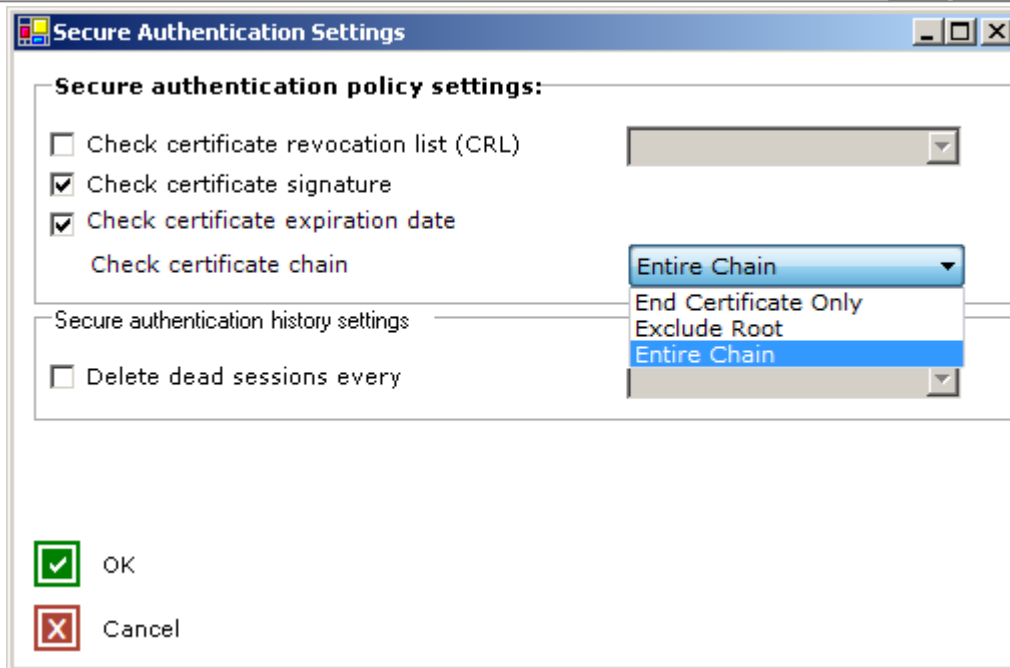 Secure Authentication Settings
Secure authentication policy settings:
Check certificate revocation list (CRL)
Check certificate signature
Check certificate expiration date
Check certificate chain
Entire Chain
End Certificate Only
Exclude Root
Entire Chain
Secure authentication history settings
Delete dead sessions every
OK
Cancel